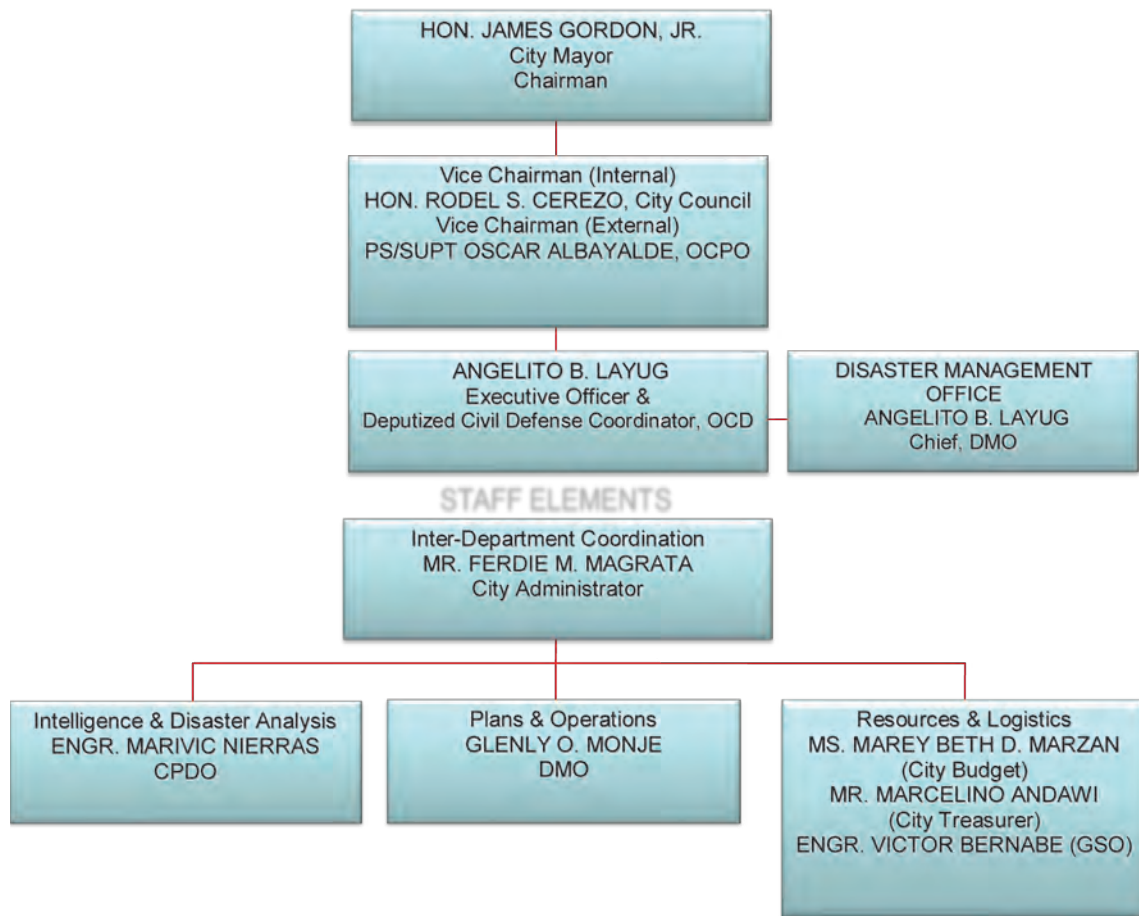 HON. JAMES GORDON, JR.
City Mayor
Chairman
Vice Chairman (Internal)
HON. RODEL S. CEREZO, City Council
Vice Chairman (External)
PS/SUPT OSCAR ALBAYALDE, OCPO
ANGELITO B. LAYUG
Executive Officer &
Deputized Civil Defense Coordinator, OCD
DISASTER MANAGEMENT
OFFICE
ANGELITO B. LAYUG
Chief, DMO
STAFF ELEMENTS
Inter-Department Coordination
MR. FERDIE M. MAGRATA
City Administrator
Intelligence & Disaster Analysis
ENGR. MARIVIC NIERRAS
CPDO
Plans & Operations
GLENLY O. MONJE
DMO
Resources & Logistics
MS. MAREY BETH D. MARZAN
(City Budget)
MR. MARCELINO ANDAWI
(City Treasurer)
ENGR. VICTOR BERNABE (GSO)